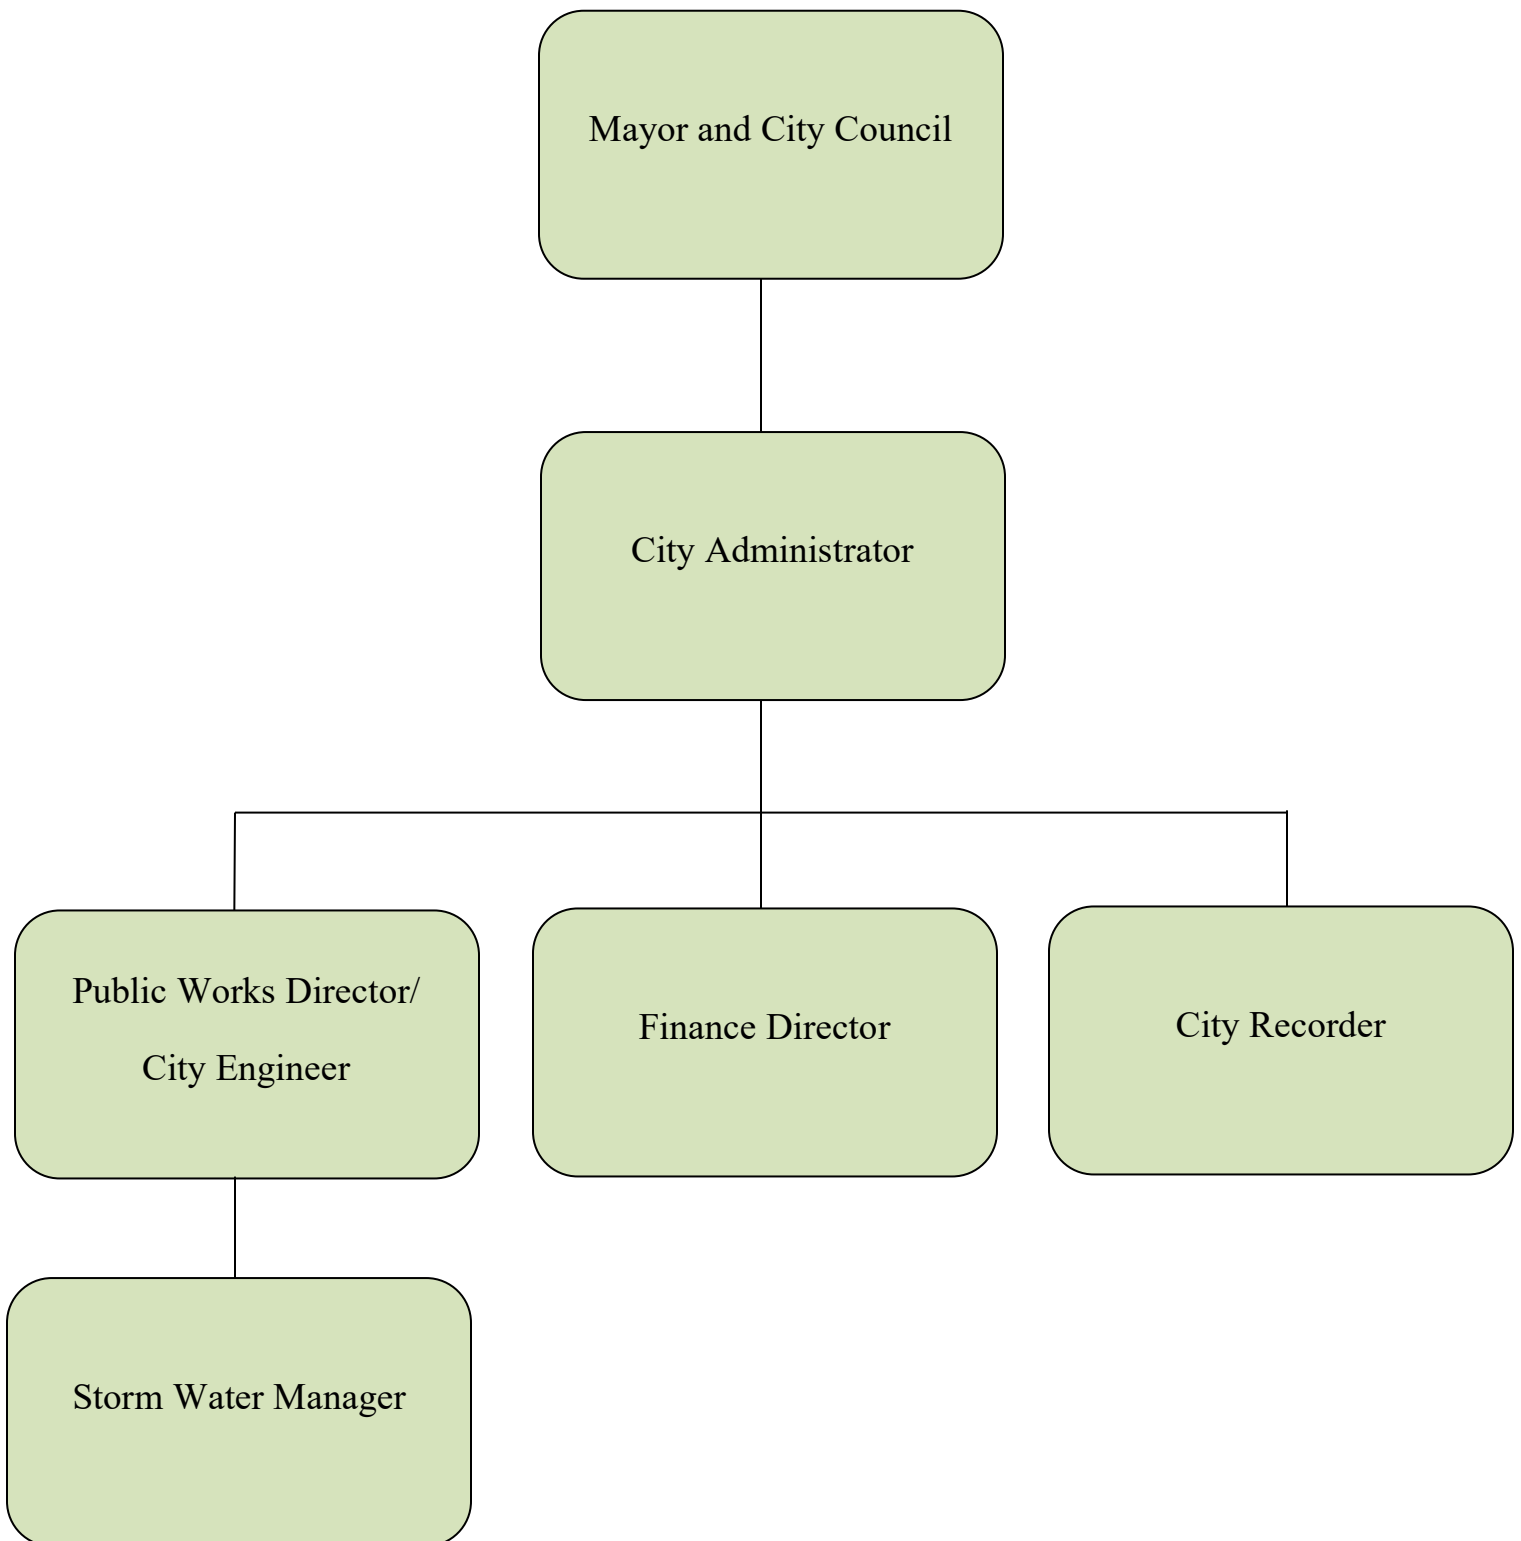 Mayor and City Council
City Administrator
Public Works Director/
City Engineer
Finance Director
City Recorder
Storm Water Manager